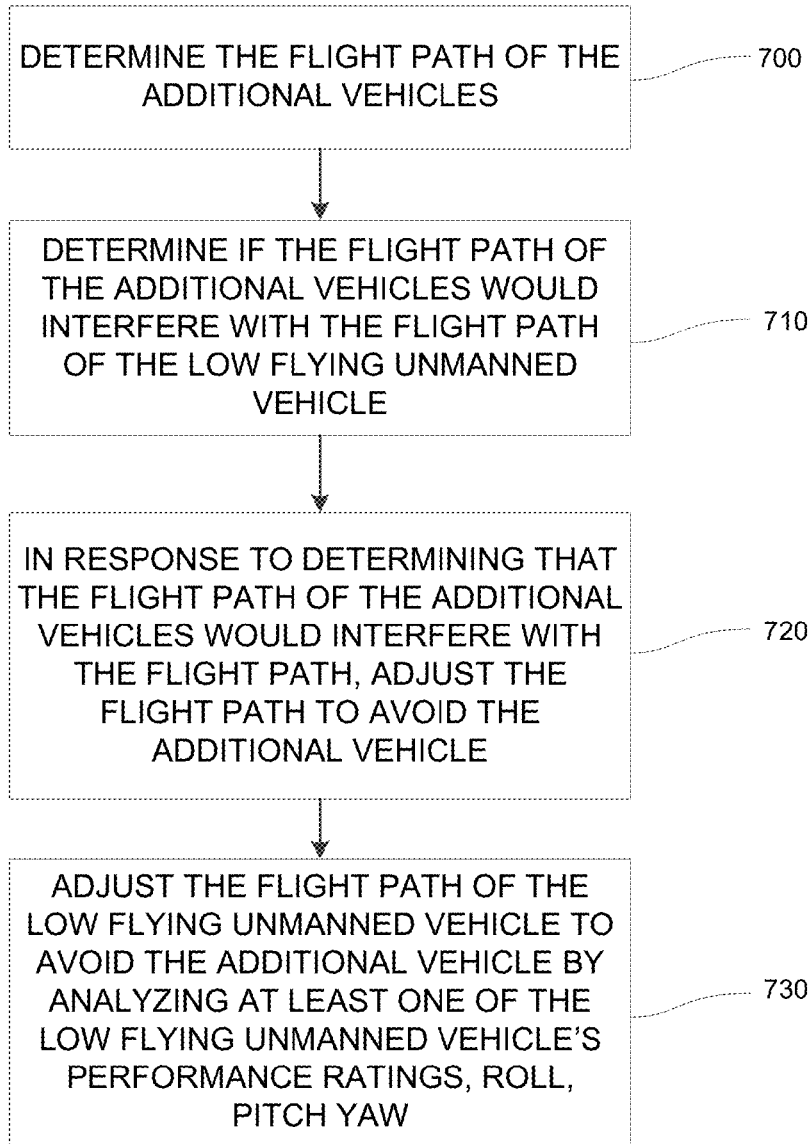 DETERMINE THE FLIGHT PATH OF THE
ADDITIONAL VEHICLES
700
DETERMINE IF THE FLIGHT PATH OF
THE ADDITIONAL VEHICLES WOULD
INTERFERE WITH THE FLIGHT PATH
OF THE LOW FLYING UNMANNED
VEHICLE
710
IN RESPONSE TO DETERMINING THAT
THE FLIGHT PATH OF THE ADDITIONAL
VEHICLES WOULD INTERFERE WITH
THE FLIGHT PATH, ADJUST THE
FLIGHT PATH TO AVOID THE
ADDITIONAL VEHICLE
720
ADJUST THE FLIGHT PATH OF THE
LOW FLYING UNMANNED VEHICLE TO
AVOID THE ADDITIONAL VEHICLE BY
ANALYZING AT LEAST ONE OF THE
LOW FLYING UNMANNED VEHICLE'S
PERFORMANCE RATINGS, ROLL,
PITCH YAW
730